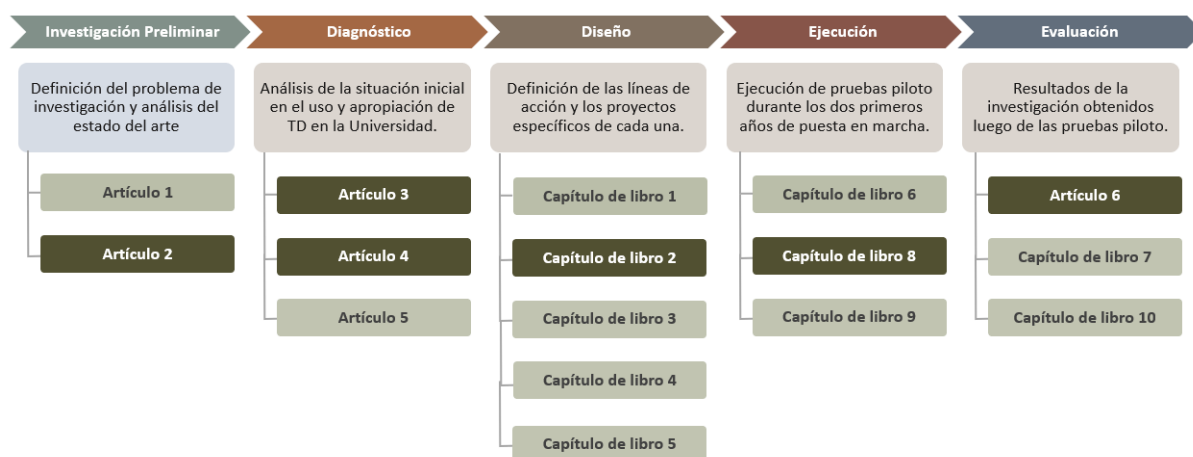 Investigación Preliminar
Diagnóstico
Diseño
Ejecución
Evaluación
Definición del problema de
investigación y análisis del
estado del arte
Análisis de la situación inicial
en el uso y apropiación de
TD en la Universidad.
Definición de las líneas de
acción y los proyectos
específicos de cada una.
Ejecución de pruebas piloto
durante los dos primeros
años de puesta en marcha.
Resultados de la
investigación obtenidos
luego de las pruebas piloto.
Artículo 1
Artículo 2
Artículo 3
Artículo 4
Artículo 5
Capítulo de libro 1
Capítulo de libro 2
Capítulo de libro 3
Capítulo de libro 4
Capítulo de libro 5
Capítulo de libro 6
Capítulo de libro 8
Capítulo de libro 9
Artículo 6
Capítulo de libro 7
Capítulo de libro 10